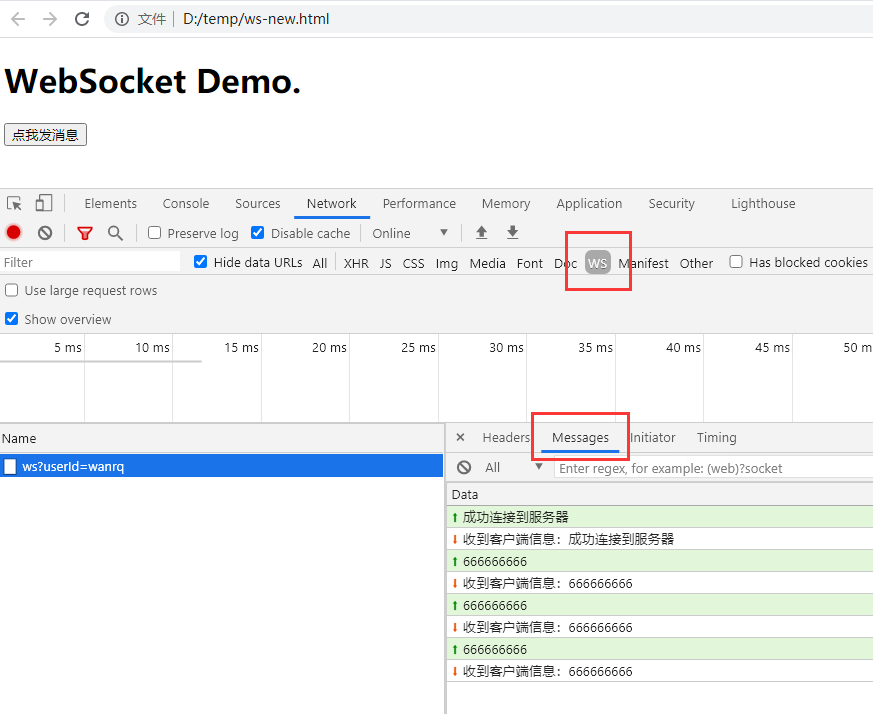 文件 D:/temp/ws-new.html
WebSocket Demo.
点我发消息
Elements Console Sources Network Performance Memory Application Security Lighthouse
Preserve log Disable cache Online
Filter Hide data URLs All XHR JS CSS Img Media Font Doc WS Manifest Other Has blocked cookies
Use large request rows
Show overview
5 ms 10 ms 15 ms 20 ms 25 ms 30 ms 35 ms 40 ms 45 ms 50 m
Name Headers Messages Initiator Timing
ws?userId=wanrq All Enter regex, for example: (web)?socket
Data
成功连接到服务器
收到客户端信息：成功连接到服务器
666666666
收到客户端信息：666666666
666666666
收到客户端信息：666666666
666666666
收到客户端信息：666666666